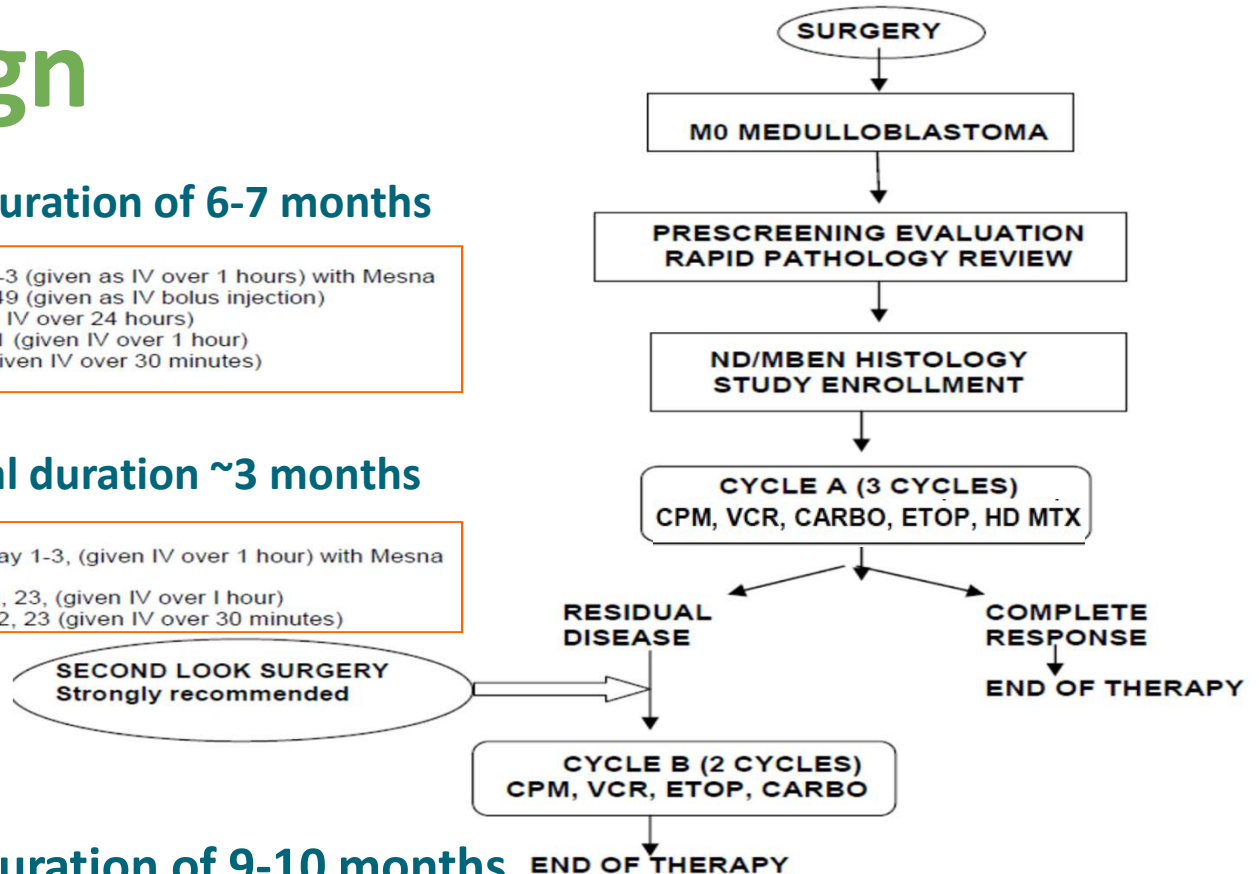 gn
uration of 6-7 months
-3 (given as IV over 1 hours) with Mesna
49 (given as IV bolus injection)
IV over 24 hours)
(given IV over 1 hour)
iven IV over 30 minutes)
al duration ~3 months
ay 1-3, (given IV over 1 hour) with Mesna
, 23, (given IV over I hour)
2, 23 (given IV over 30 minutes)
SECOND LOOK SURGERY
Strongly recommended
uration of 9-10 months
SURGERY
M0 MEDULLOBLASTOMA
PRESCREENING EVALUATION
RAPID PATHOLOGY REVIEW
ND/MBEN HISTOLOGY
STUDY ENROLLMENT
CYCLE A (3 CYCLES)
CPM, VCR, CARBO, ETOP, HD MTX
RESIDUAL
DISEASE
COMPLETE
RESPONSE
END OF THERAPY
CYCLE B (2 CYCLES)
CPM, VCR, ETOP, CARBO
END OF THERAPY